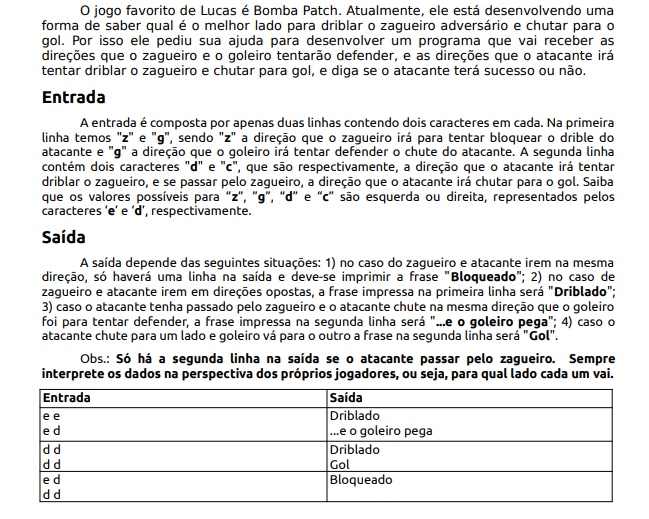 O jogo favorito de Lucas é Bomba Patch. Atualmente, ele está desenvolvendo uma
forma de saber qual é o melhor lado para driblar o zagueiro adversário e chutar para o
gol. Por isso ele pediu sua ajuda para desenvolver um programa que vai receber as
direções que o zagueiro e o goleiro tentarão defender, e as direções que o atacante irá
tentar driblar o zagueiro e chutar para gol, e diga se o atacante terá sucesso ou não.
Entrada
A entrada é composta por apenas duas linhas contendo dois caracteres em cada. Na primeira
linha temos "z" e "g", sendo "z" a direção que o zagueiro irá para tentar bloquear o drible do
atacante e "g" a direção que o goleiro irá tentar defender o chute do atacante. A segunda linha
contém dois caracteres "d" e "c", que são respectivamente, a direção que o atacante irá tentar
driblar o zagueiro, e se passar pelo zagueiro, a direção que o atacante irá chutar para o gol. Saiba
que os valores possíveis para “z”, ”g”, “d” e “c” são esquerda ou direita, representados pelos
caracteres ‘e’ e ‘d’, respectivamente.
Saída
A saída depende das seguintes situações: 1) no caso do zagueiro e atacante irem na mesma
direção, só haverá uma linha na saída e deve-se imprimir a frase "Bloqueado"; 2) no caso de
zagueiro e atacante irem em direções opostas, a frase impressa na primeira linha será "Driblado";
3) caso o atacante tenha passado pelo zagueiro e o atacante chute na mesma direção que o goleiro
foi para tentar defender, a frase impressa na segunda linha será "...e o goleiro pega"; 4) caso o
atacante chute para um lado e goleiro vá para o outro a frase na segunda linha será "Gol".
Obs.: Só há a segunda linha na saída se o atacante passar pelo zagueiro. Sempre
interprete os dados na perspectiva dos próprios jogadores, ou seja, para qual lado cada um vai.
Entrada Saída
e e Driblado
e d ...e o goleiro pega
d d Driblado
d d Gol
e d Bloqueado
d d